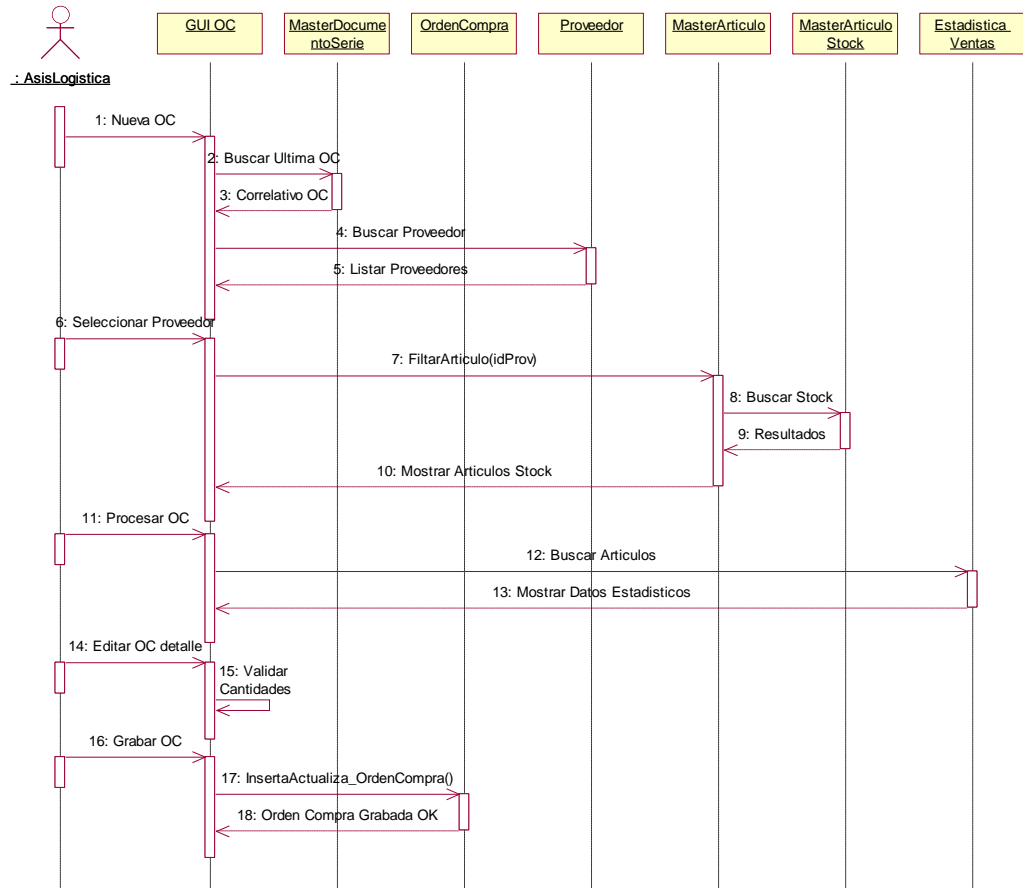 GUI OC
MasterDocume
ntoSerie
OrdenCompra
Proveedor
MasterArticulo
MasterArticulo
Stock
Estadistica
Ventas
: AsisLogistica
1: Nueva OC
2: Buscar Ultima OC
3: Correlativo OC
4: Buscar Proveedor
5: Listar Proveedores
6: Seleccionar Proveedor
7: FiltarArticulo(idProv)
8: Buscar Stock
9: Resultados
10: Mostrar Articulos Stock
11: Procesar OC
12: Buscar Articulos
13: Mostrar Datos Estadisticos
14: Editar OC detalle
15: Validar
Cantidades
16: Grabar OC
17: InsertaActualiza_OrdenCompra()
18: Orden Compra Grabada OK